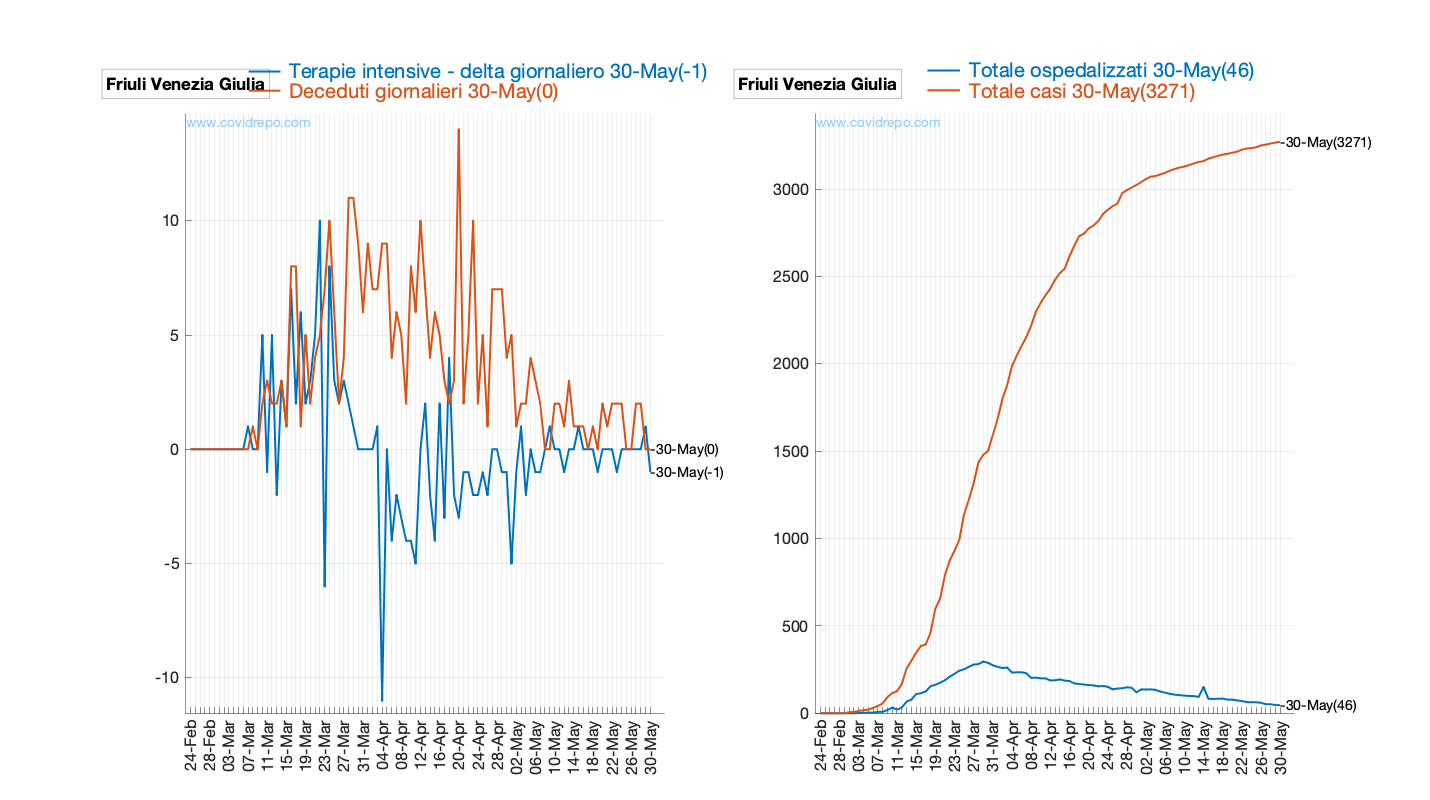 Friuli Venezia Giulia
Terapie intensive - delta giornaliero 30-May(-1)
Deceduti giornalieri 30-May(0)
www.covidrepo.com
10
5
0
-5
-10
-30-May(0)
-30-May(-1)
24-Feb
28-Feb
03-Mar
07-Mar
11-Mar
15-Mar
19-Mar
23-Mar
27-Mar
31-Mar
04-Apr
08-Apr
12-Apr
16-Apr
20-Apr
24-Apr
28-Apr
02-May
06-May
10-May
14-May
18-May
22-May
26-May
30-May
Friuli Venezia Giulia
Totale ospedalizzati 30-May(46)
Totale casi 30-May(3271)
www.covidrepo.com
3000
2500
2000
1500
1000
500
0
-30-May(3271)
-30-May(46)
24-Feb
28-Feb
03-Mar
07-Mar
11-Mar
15-Mar
19-Mar
23-Mar
27-Mar
31-Mar
04-Apr
08-Apr
12-Apr
16-Apr
20-Apr
24-Apr
28-Apr
02-May
06-May
10-May
14-May
18-May
22-May
26-May
30-May